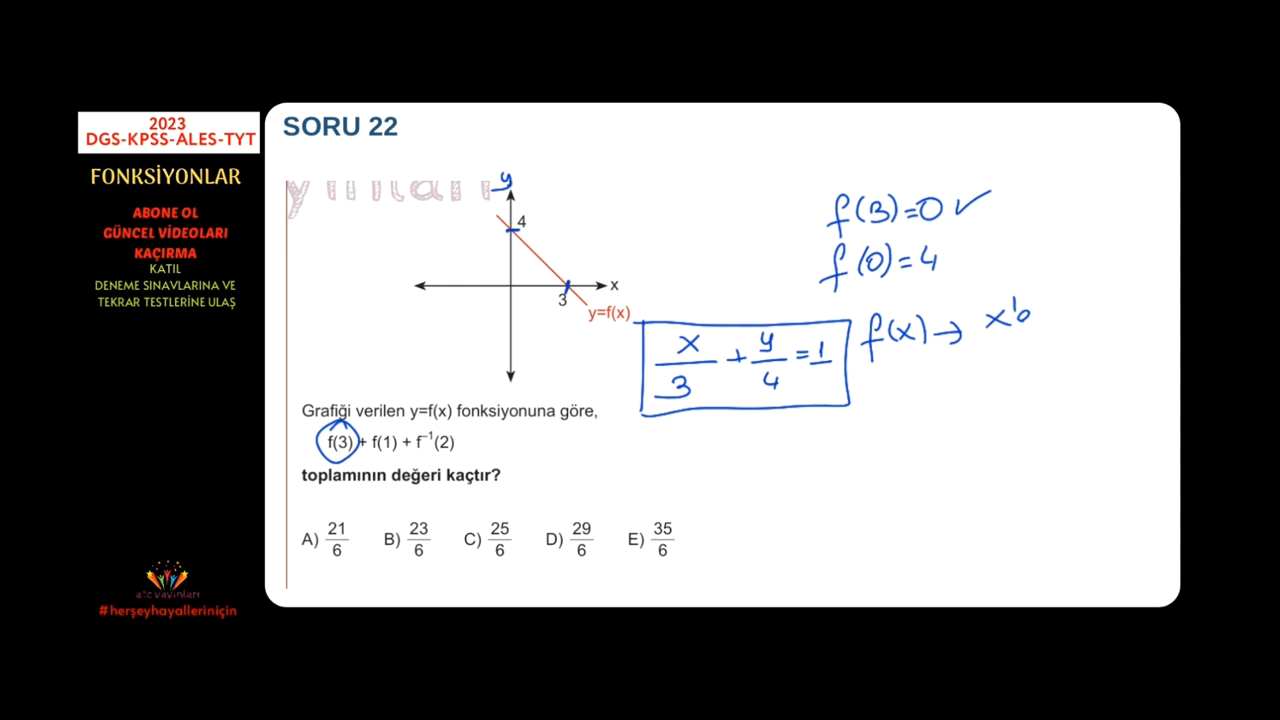 2023
DGS-KPSS-ALES-TYT
FONKSİYONLAR
ABONE OL
GÜNCEL VİDEOLARI
KAÇIRMA
KATIL
DENEME SINAVLARINA VE
TEKRAR TESTLERİNE ULAŞ
atc yayınları
#herşeyhayalleriniçin
SORU 22
y
4
x
3
y=f(x)
f(3)=0 ✓
f(0)=4
f(x) →
x/3 + y/4 = 1
Grafiği verilen y=f(x) fonksiyonuna göre,
f(3) + f(1) + f⁻¹(2)
toplamının değeri kaçtır?
A) 21/6 B) 23/6 C) 25/6 D) 29/6 E) 35/6